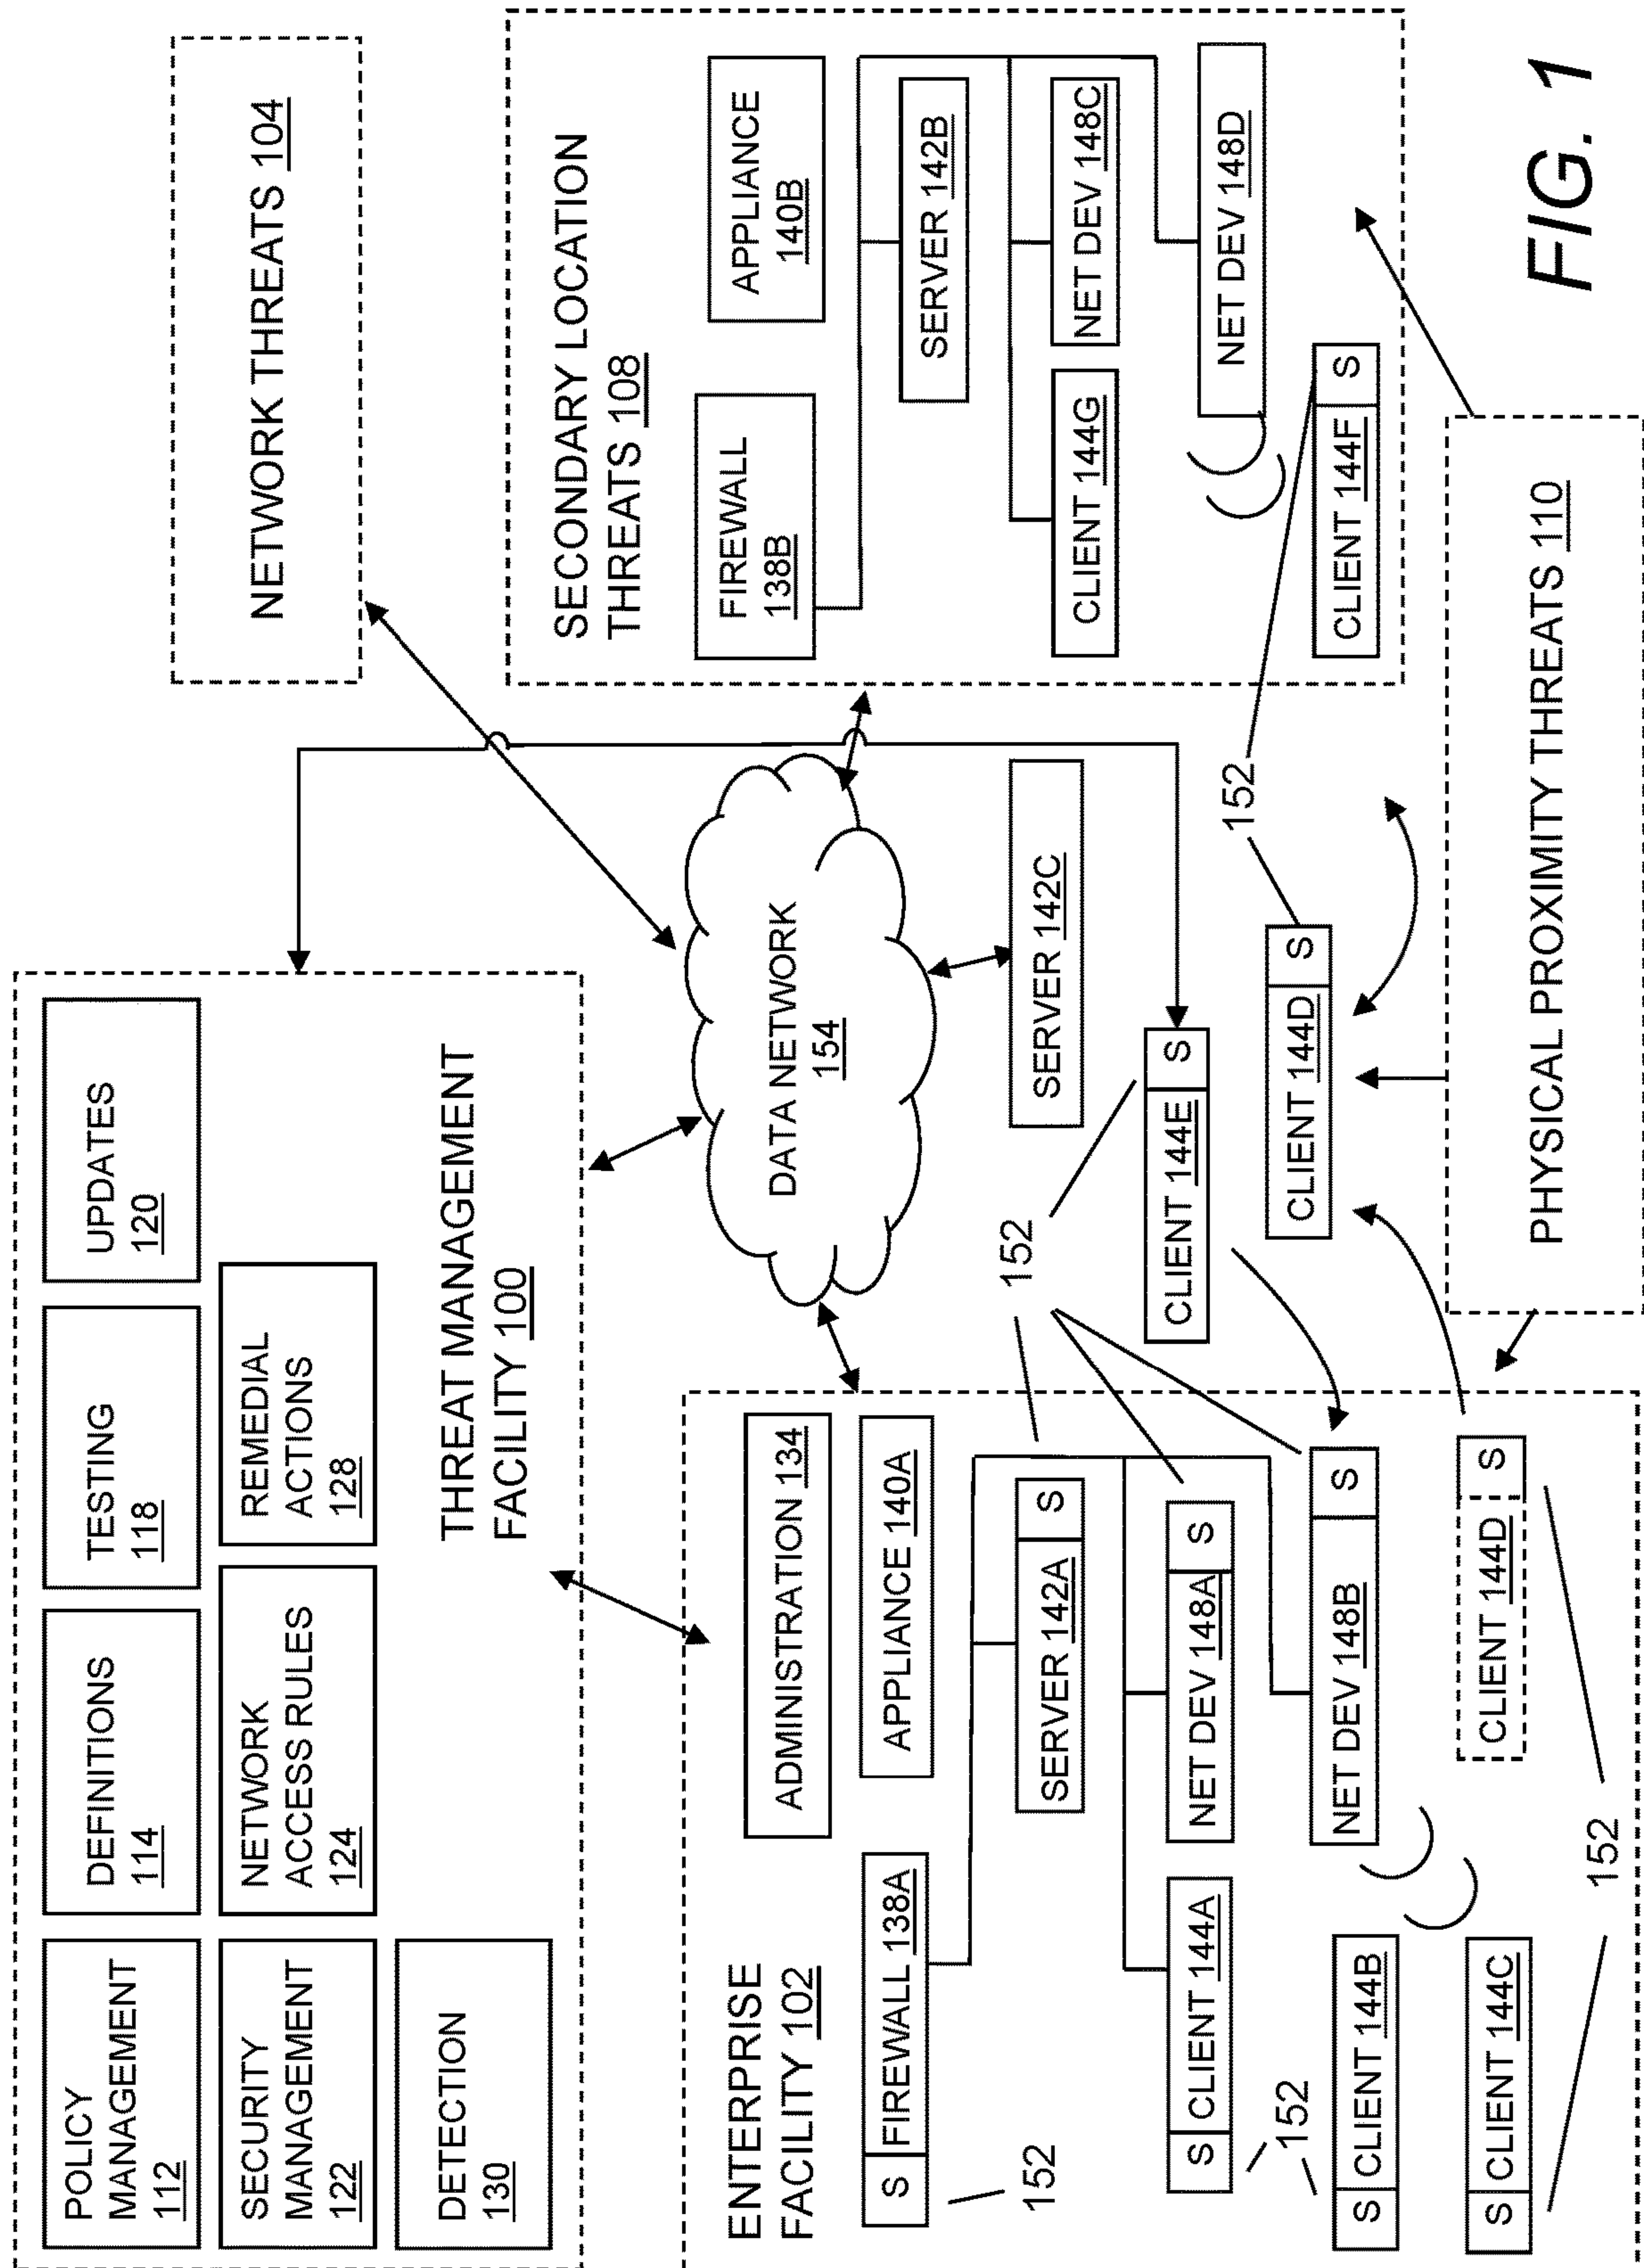 POLICY
MANAGEMENT
112
DEFINITIONS
114
TESTING
118
UPDATES
120
SECURITY
MANAGEMENT
122
NETWORK
ACCESS RULES
124
REMEDIAL
ACTIONS
128
DETECTION
130
THREAT MANAGEMENT
FACILITY 100
NETWORK THREATS 104
ENTERPRISE
FACILITY 102
ADMINISTRATION 134
S FIREWALL 138A
APPLIANCE 140A
152
SERVER 142A S
152
S CLIENT 144A
NET DEV 148A S
152
S CLIENT 144B
NET DEV 148B S
S CLIENT 144C
CLIENT 144D S
152
DATA NETWORK
154
SERVER 142C
CLIENT 144E S
CLIENT 144D S
152
SECONDARY LOCATION
THREATS 108
FIREWALL
138B
APPLIANCE
140B
SERVER 142B
CLIENT 144G
NET DEV 148C
NET DEV 148D
CLIENT 144F S
PHYSICAL PROXIMITY THREATS 110
FIG. 1